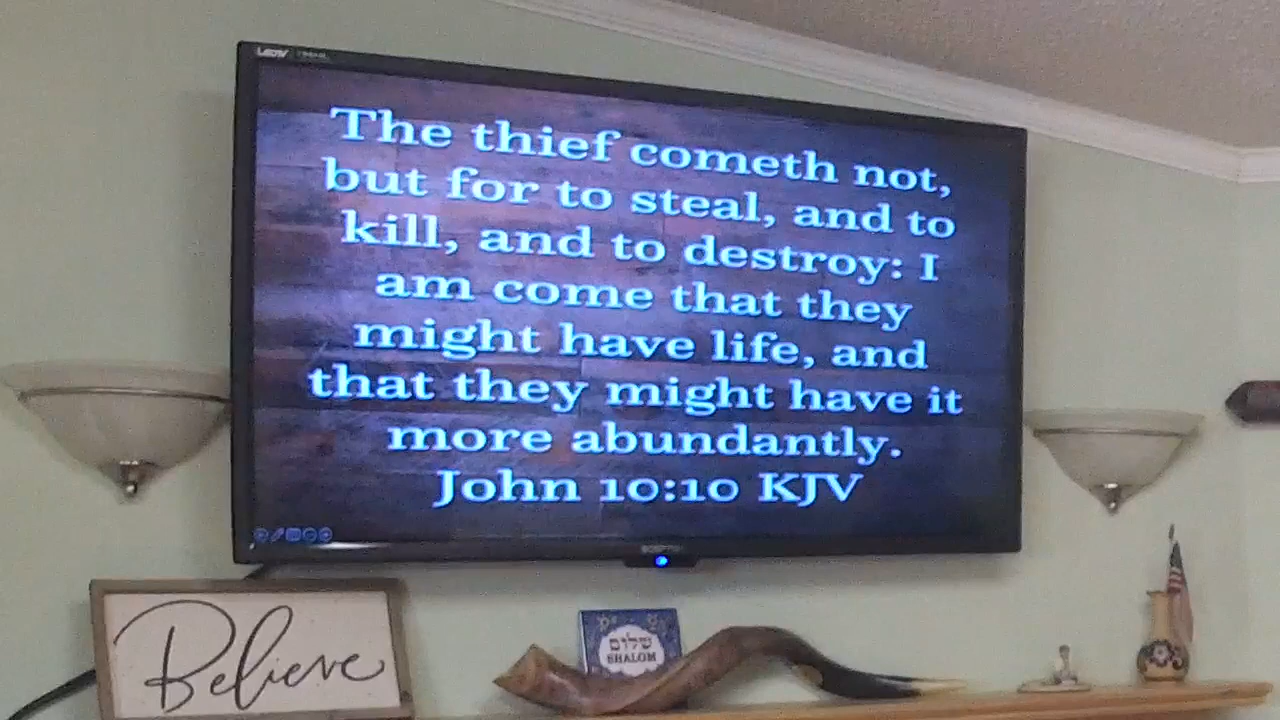 The thief cometh not,
but for to steal, and to
kill, and to destroy: I
am come that they
might have life, and
that they might have it
more abundantly.
John 10:10 KJV
Believe
שלום
SHALOM